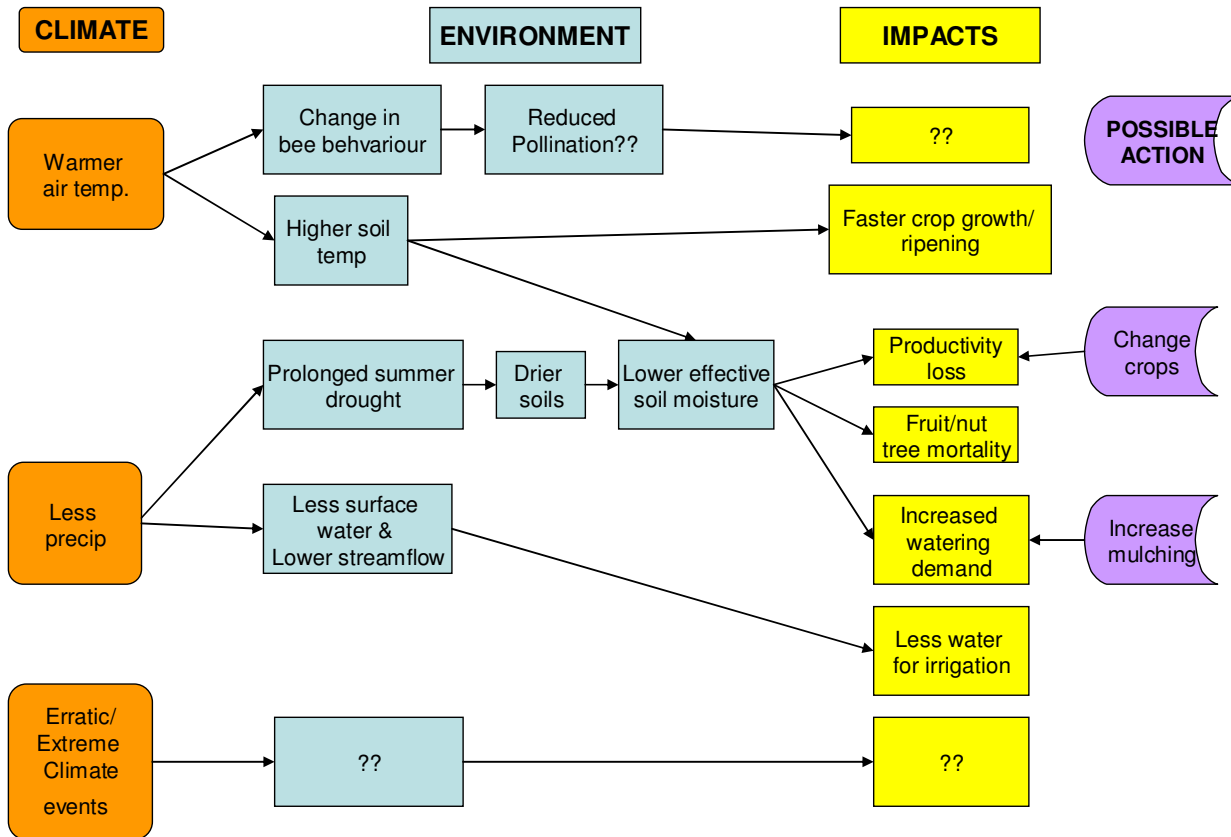 CLIMATE
ENVIRONMENT
IMPACTS
Change in
bee behvariour
Reduced
Pollination??
??
POSSIBLE
ACTION
Warmer
air temp.
Higher soil
temp
Faster crop growth/
ripening
Prolonged summer
drought
Drier
soils
Lower effective
soil moisture
Productivity
loss
Change
crops
Fruit/nut
tree mortality
Less
precip
Less surface
water &
Lower streamflow
Increased
watering
demand
Increase
mulching
Less water
for irrigation
Erratic/
Extreme
Climate
events
??
??